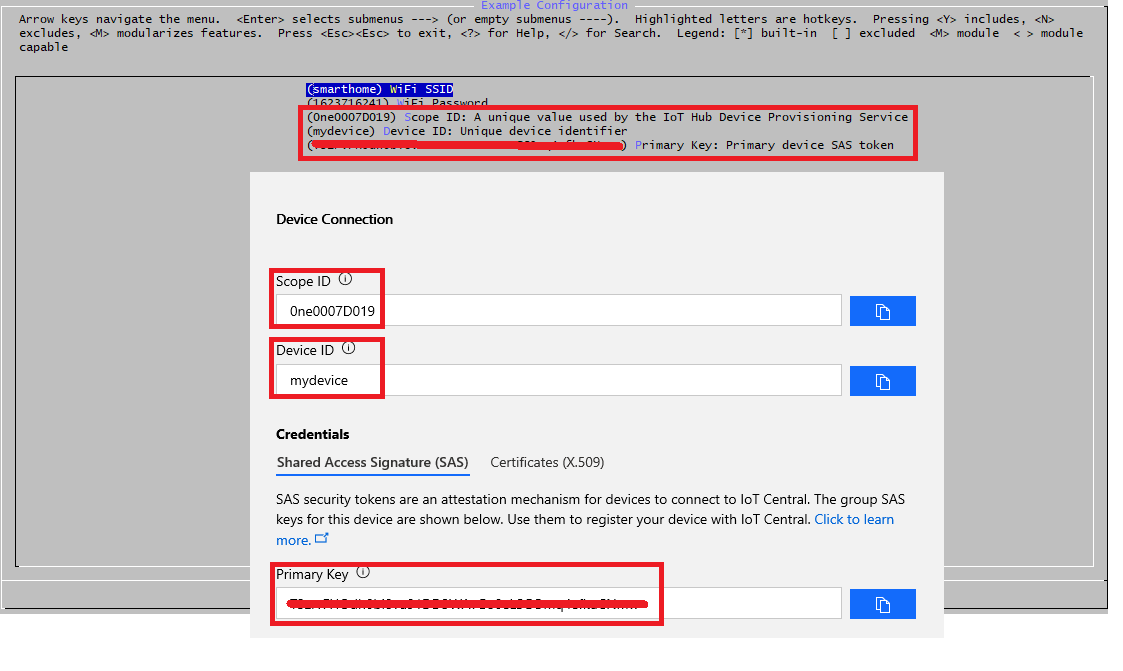 Example Configuration
Arrow keys navigate the menu.  <Enter> selects submenus ---> (or empty submenus ----).  Highlighted letters are hotkeys.  Pressing <Y> includes, <N>
excludes, <M> modularizes features.  Press <Esc><Esc> to exit, <?> for Help, </> for Search.  Legend: [*] built-in  [ ] excluded  <M> module  < > module
capable
(smarthome) WiFi SSID
(1623716241) WiFi Password
(0ne0007D019) Scope ID: A unique value used by the IoT Hub Device Provisioning Service
(mydevice) Device ID: Unique device identifier
( ) Primary Key: Primary device SAS token
Device Connection
Scope ID
0ne0007D019
Device ID
mydevice
Credentials
Shared Access Signature (SAS) Certificates (X.509)
SAS security tokens are an attestation mechanism for devices to connect to IoT Central. The group SAS
keys for this device are shown below. Use them to register your device with IoT Central. Click to learn
more.
Primary Key